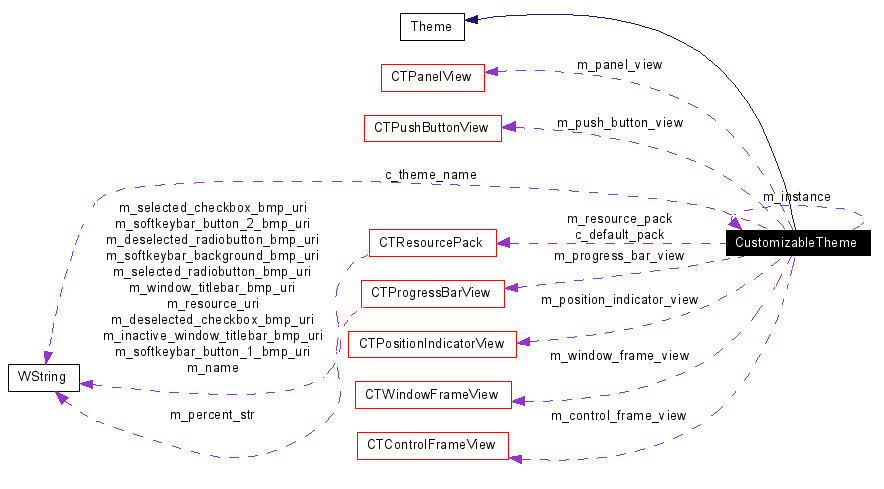 Theme
m_panel_view
CTPanelView
m_push_button_view
CTPushButtonView
c_theme_name
m_instance
m_selected_checkbox_bmp_uri
m_softkeybar_button_2_bmp_uri
m_deselected_radiobutton_bmp_uri
m_softkeybar_background_bmp_uri
m_selected_radiobutton_bmp_uri
m_window_titlebar_bmp_uri
m_resource_uri
m_deselected_checkbox_bmp_uri
m_inactive_window_titlebar_bmp_uri
m_softkeybar_button_1_bmp_uri
m_name
m_resource_pack
c_default_pack
CTResourcePack
CustomizableTheme
m_progress_bar_view
CTProgressBarView
m_position_indicator_view
CTPositionIndicatorView
m_window_frame_view
WString
CTWindowFrameView
m_percent_str
m_control_frame_view
CTControlFrameView